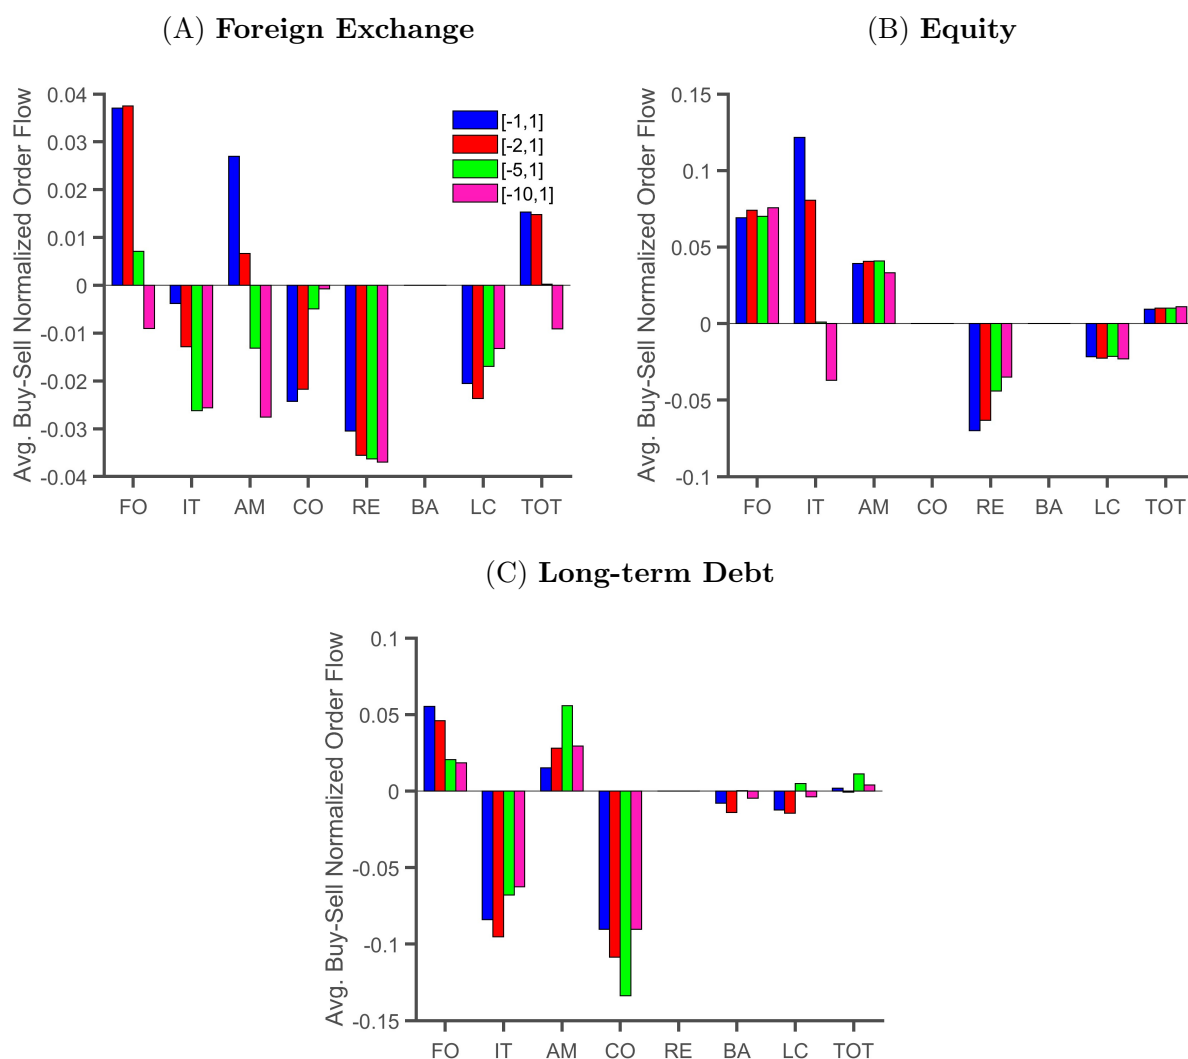 (A) Foreign Exchange
Avg. Buy-Sell Normalized Order Flow
0.04
0.03
0.02
0.01
0
-0.01
-0.02
-0.03
-0.04
[-1,1]
[-2,1]
[-5,1]
[-10,1]
FO IT AM CO RE BA LC TOT
(B) Equity
Avg. Buy-Sell Normalized Order Flow
0.15
0.1
0.05
0
-0.05
-0.1
FO IT AM CO RE BA LC TOT
(C) Long-term Debt
Avg. Buy-Sell Normalized Order Flow
0.1
0.05
0
-0.05
-0.1
-0.15
FO IT AM CO RE BA LC TOT